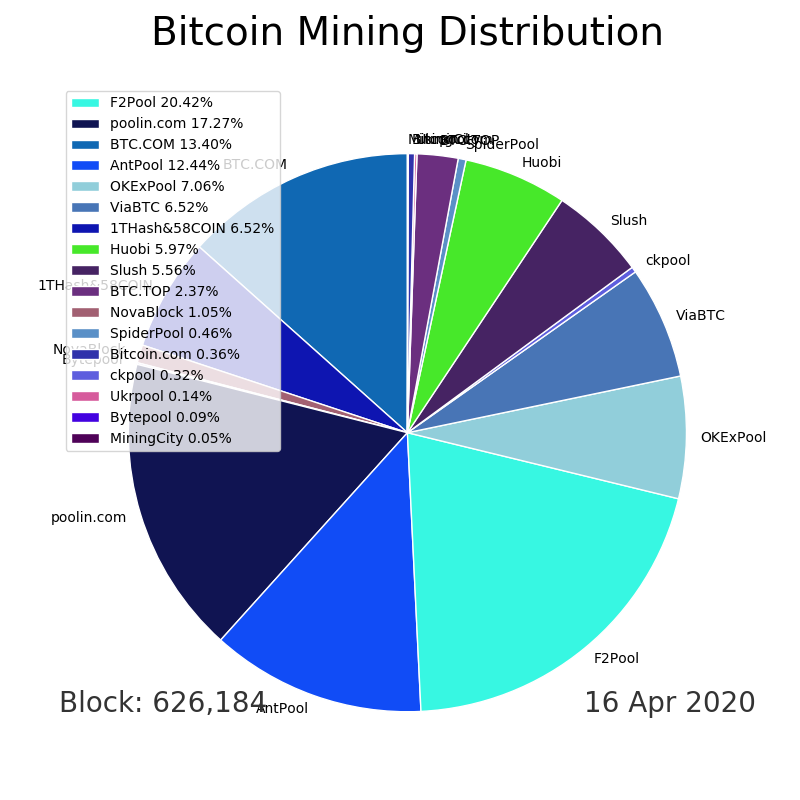 Bitcoin Mining Distribution
F2Pool 20.42%
poolin.com 17.27%
BTC.COM 13.40%
AntPool 12.44%
OKExPool 7.06%
ViaBTC 6.52%
1THash&58COIN 6.52%
Huobi 5.97%
Slush 5.56%
BTC.TOP 2.37%
NovaBlock 1.05%
SpiderPool 0.46%
Bitcoin.com 0.36%
ckpool 0.32%
Ukrpool 0.14%
Bytepool 0.09%
MiningCity 0.05%
SpiderPool
Huobi
BTC.COM
Slush
ckpool
1THash&58COIN
ViaBTC
NovaBlock
Bytepool
OKExPool
poolin.com
F2Pool
AntPool
Block: 626,184
16 Apr 2020